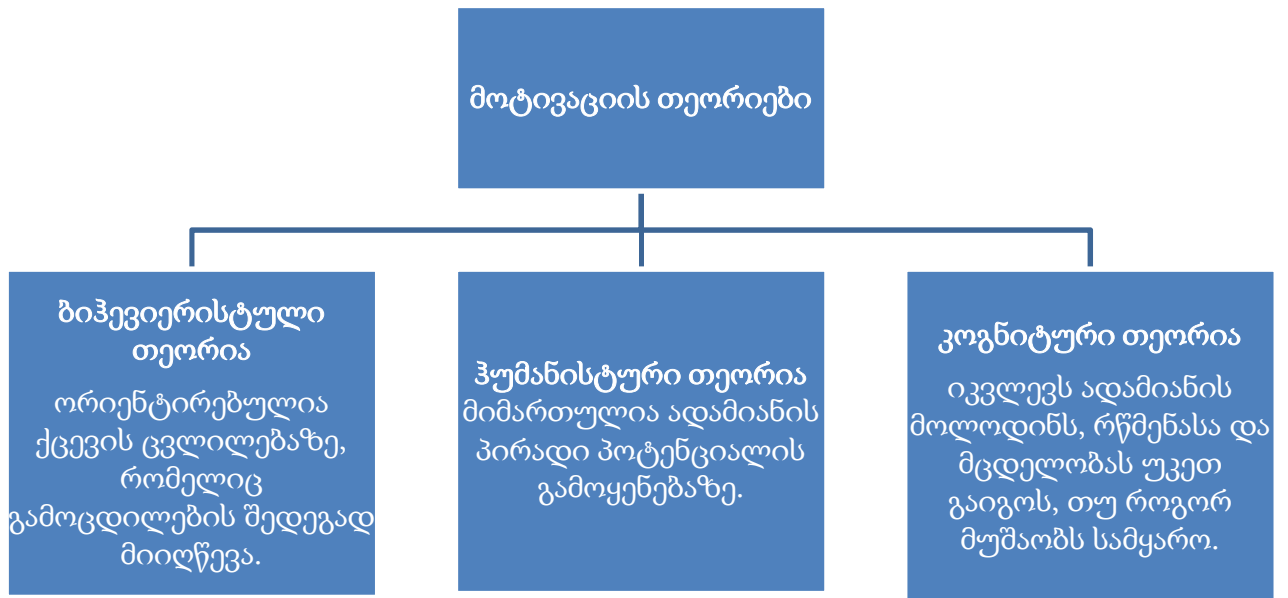 მოტივაციის თეორიები
ბიჰევიერისტული
თეორია
ორიენტირებულია
ქცევის ცვლილებაზე,
რომელიც
გამოცდილების შედეგად
მიიღწევა.
ჰუმანისტური თეორია
მიმართულია ადამიანის
პირადი პოტენციალის
გამოყენებაზე.
კოგნიტური თეორია
იკვლევს ადამიანის
მოლოდინს, რწმენასა და
მცდელობას უკეთ
გაიგოს, თუ როგორ
მუშაობს სამყარო.